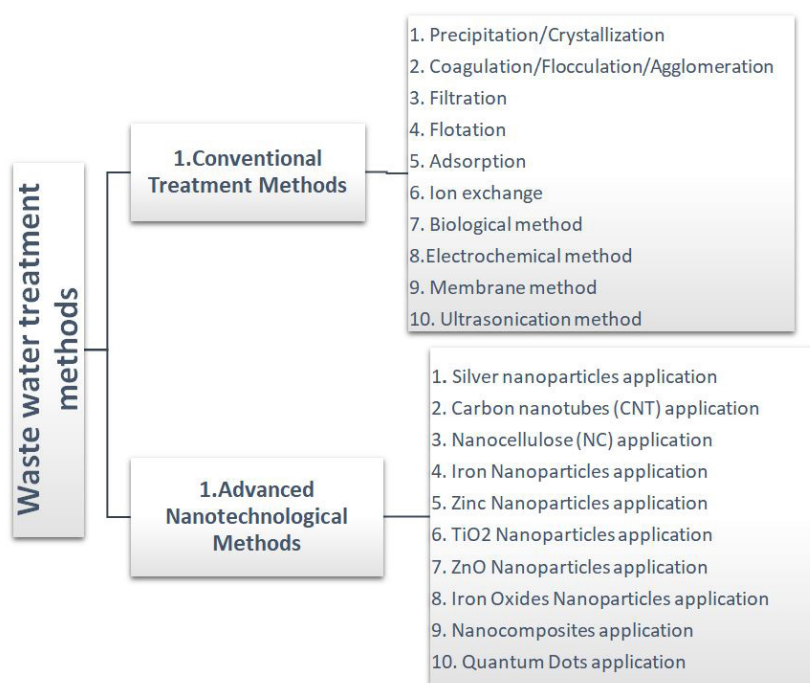 Waste water treatment
methods
1.Conventional
Treatment Methods
1. Precipitation/Crystallization
2. Coagulation/Flocculation/Agglomeration
3. Filtration
4. Flotation
5. Adsorption
6. Ion exchange
7. Biological method
8.Electrochemical method
9. Membrane method
10. Ultrasonication method
1.Advanced
Nanotechnological
Methods
1. Silver nanoparticles application
2. Carbon nanotubes (CNT) application
3. Nanocellulose (NC) application
4. Iron Nanoparticles application
5. Zinc Nanoparticles application
6. TiO2 Nanoparticles application
7. ZnO Nanoparticles application
8. Iron Oxides Nanoparticles application
9. Nanocomposites application
10. Quantum Dots application